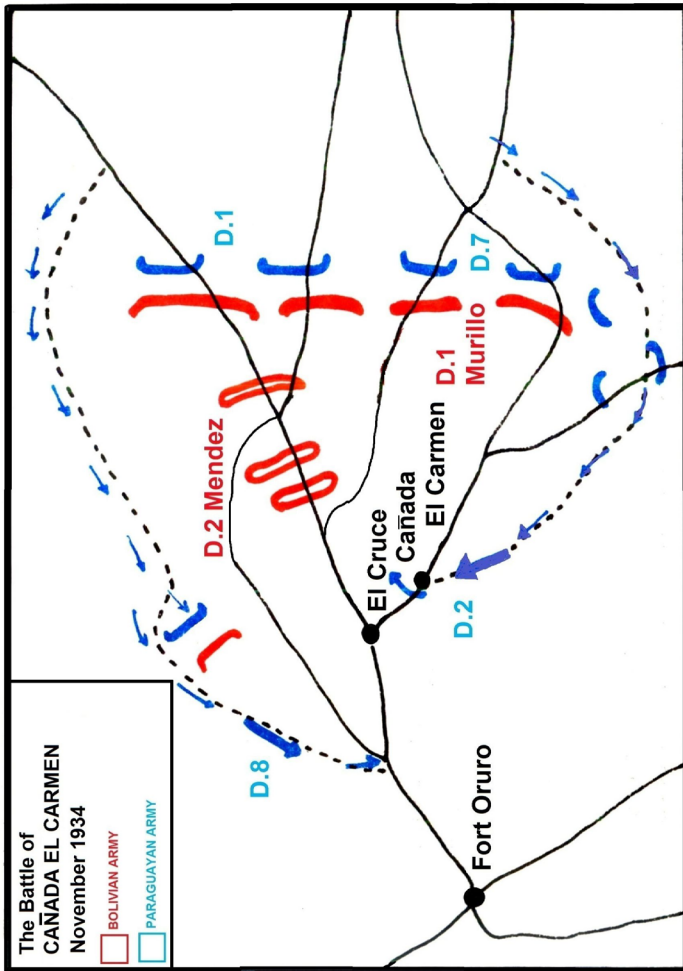 The Battle of
CAÑADA EL CARMEN
November 1934
BOLIVIAN ARMY
PARAGUAYAN ARMY
D.8
D.2 Mendez
D.1
D.7
D.1
Murillo
El Cruce
Cañada
El Carmen
D.2
Fort Oruro